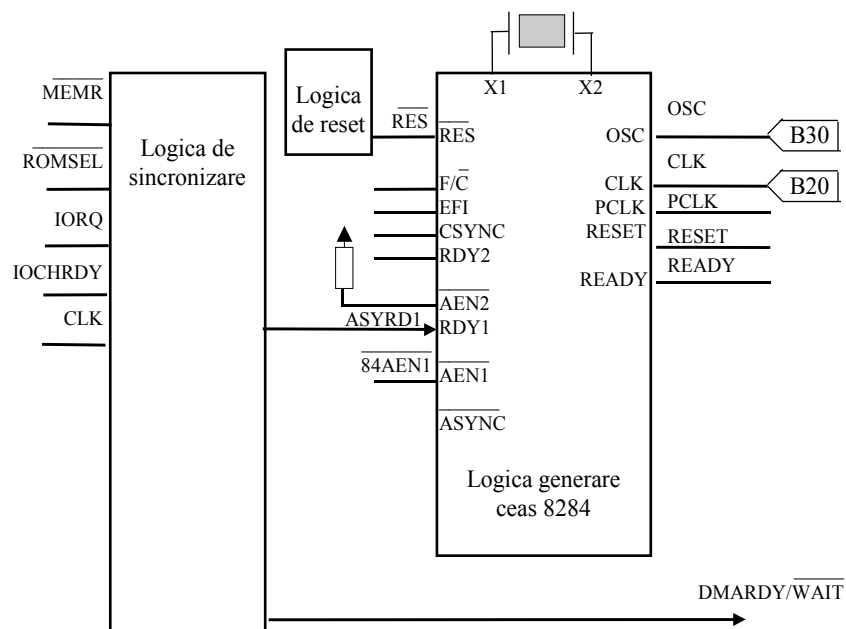 MEMR
ROMSEL
IORQ
IOCHRDY
CLK
Logica de
sincronizare
Logica
de reset
RES
X1
X2
RES
F/C
EFI
CSYNC
RDY2
AEN2
ASYRD1
RDY1
84AEN1
AEN1
ASYNC
OSC
CLK
PCLK
RESET
READY
Logica generare
ceas 8284
OSC
B30
CLK
B20
PCLK
RESET
READY
DMARDY/WAIT